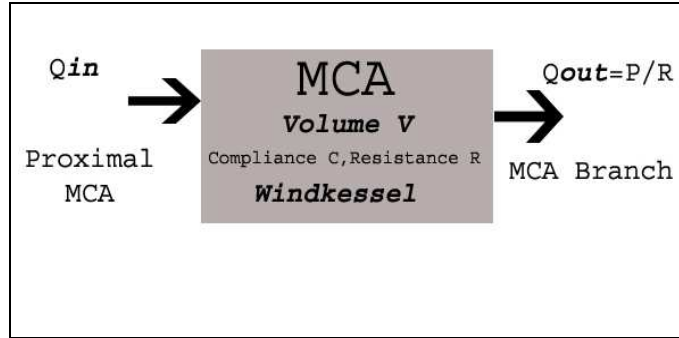 Qin
Proximal
MCA
MCA
Volume V
Compliance C,Resistance R
Windkessel
Qout=P/R
MCA Branch